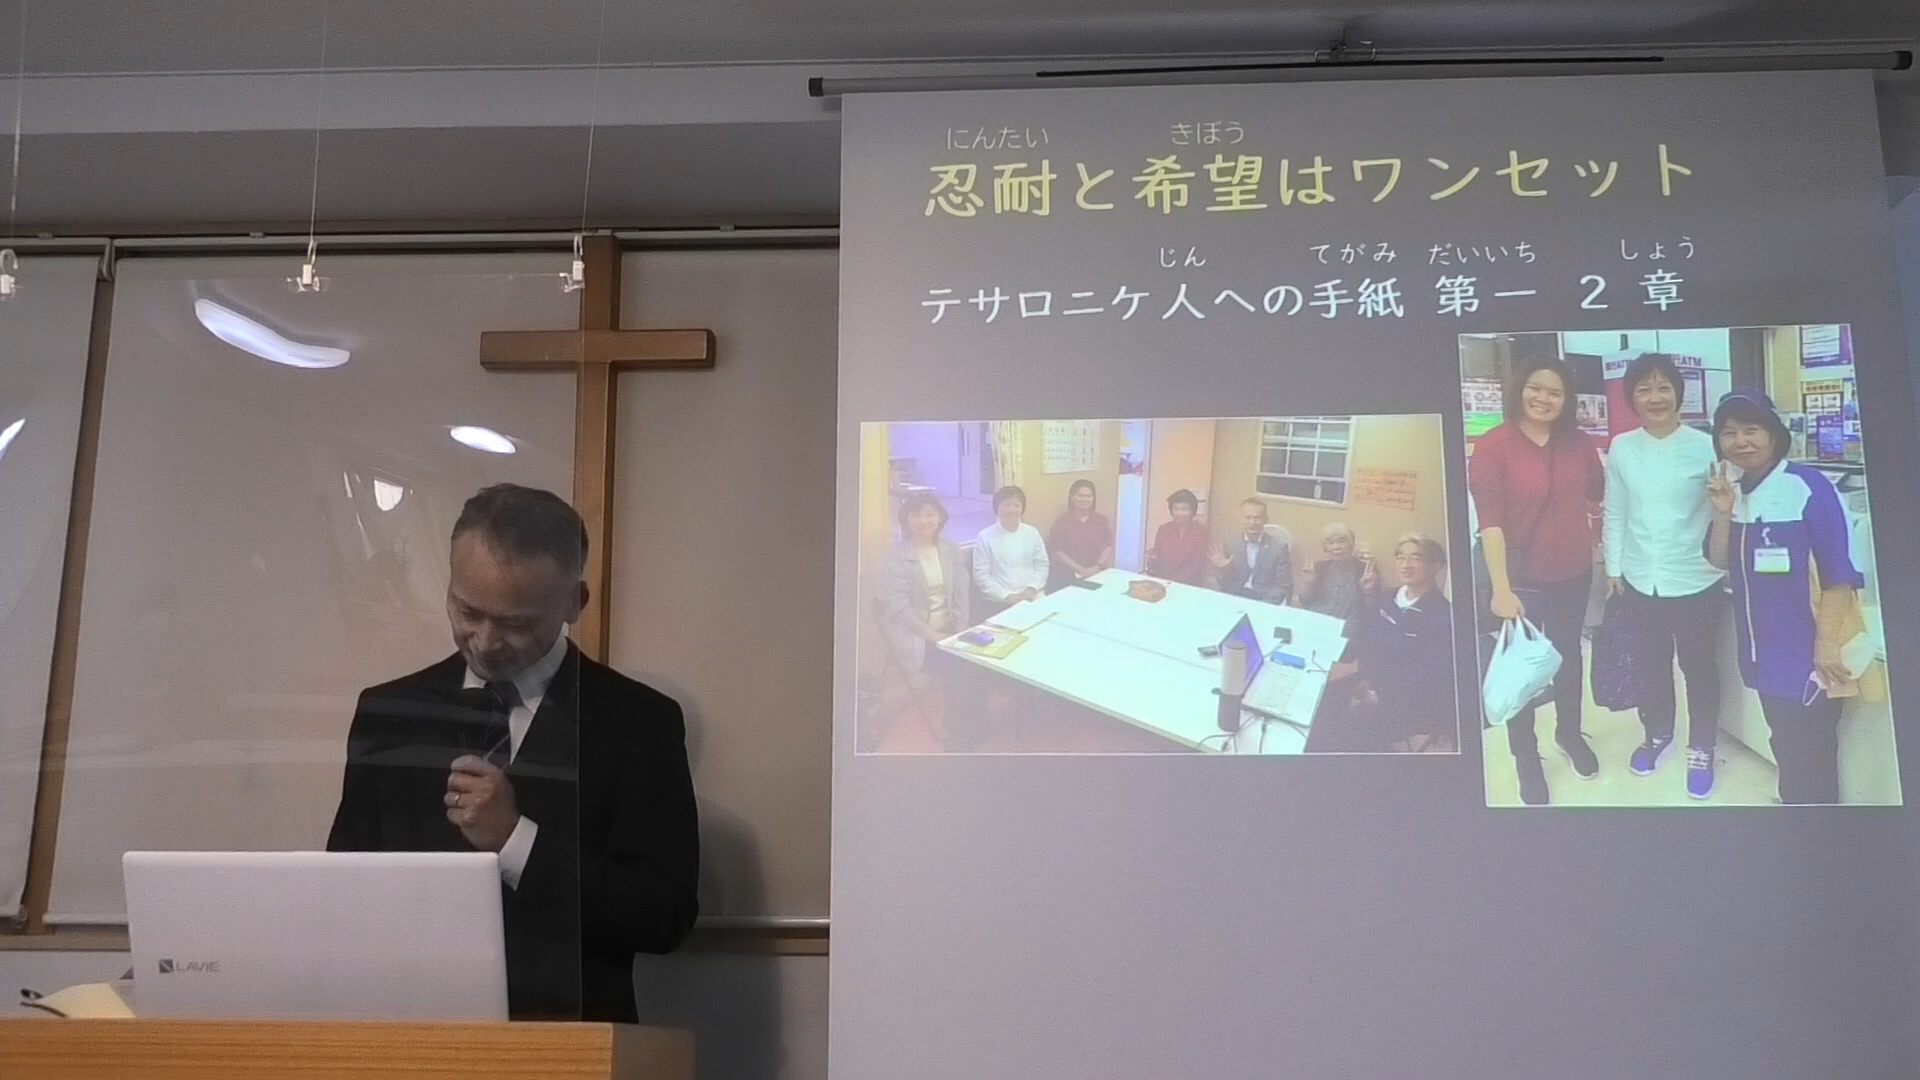 にんたい きぼう
忍耐と希望はワンセット
じん てがみ だいいち しょう
テサロニケ人への手紙 第一 2 章
ATM
LAVIE